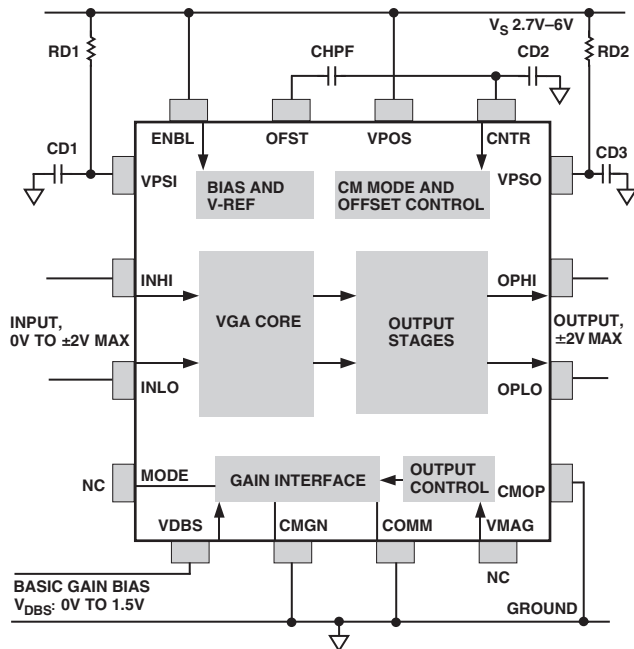 V_S 2.7V–6V
RD1
CHPF
CD2
RD2
ENBL
OFST
VPOS
CNTR
CD1
VPSI
BIAS AND
V-REF
CM MODE AND
OFFSET CONTROL
VPSO
CD3
INHI
OPHI
INPUT,
0V TO ±2V MAX
VGA CORE
OUTPUT
STAGES
OUTPUT,
±2V MAX
INLO
OPLO
NC
MODE
GAIN INTERFACE
OUTPUT
CONTROL
CMOP
VDBS
CMGN
COMM
VMAG
NC
BASIC GAIN BIAS
V_DBS: 0V TO 1.5V
GROUND